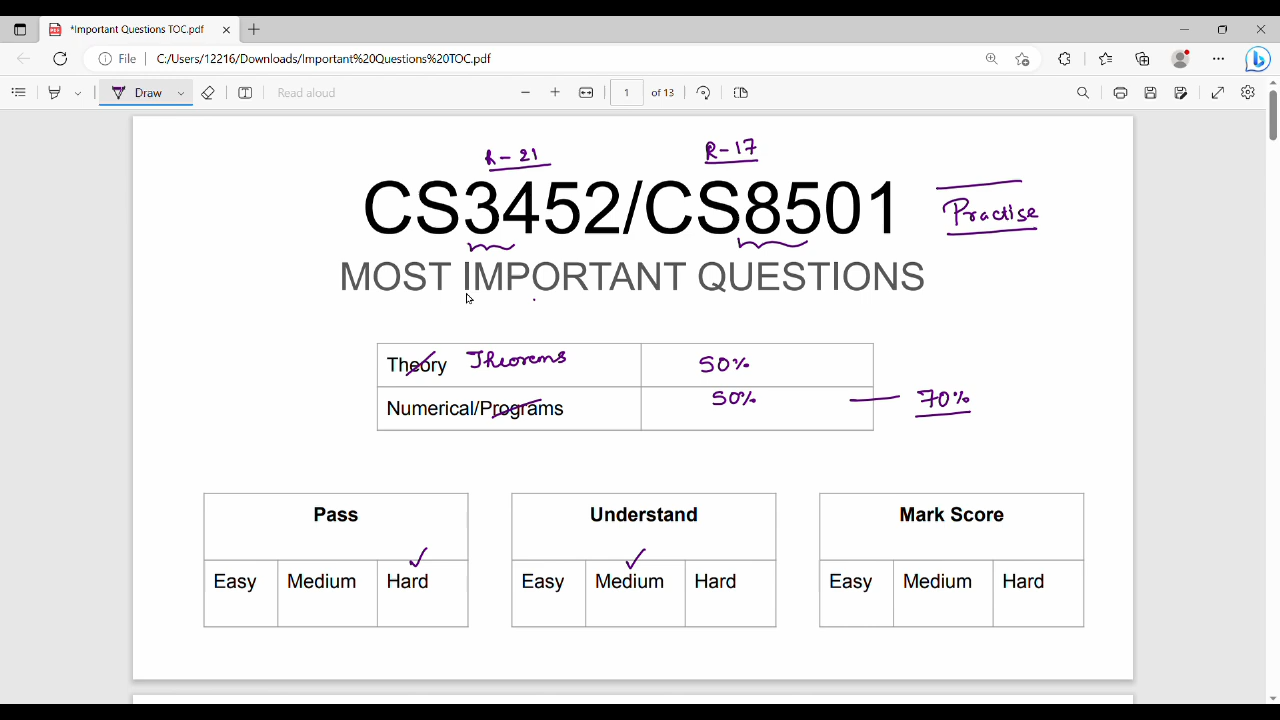 *Important Questions TOC.pdf
File C:/Users/12216/Downloads/Important%20Questions%20TOC.pdf
Draw Read aloud 1 of 13
R-21 R-17
CS3452/CS8501 Practise
MOST IMPORTANT QUESTIONS
Theory Theorems 50%
Numerical/Programs 50% 70%
Pass Understand Mark Score
Easy Medium Hard Easy Medium Hard Easy Medium Hard